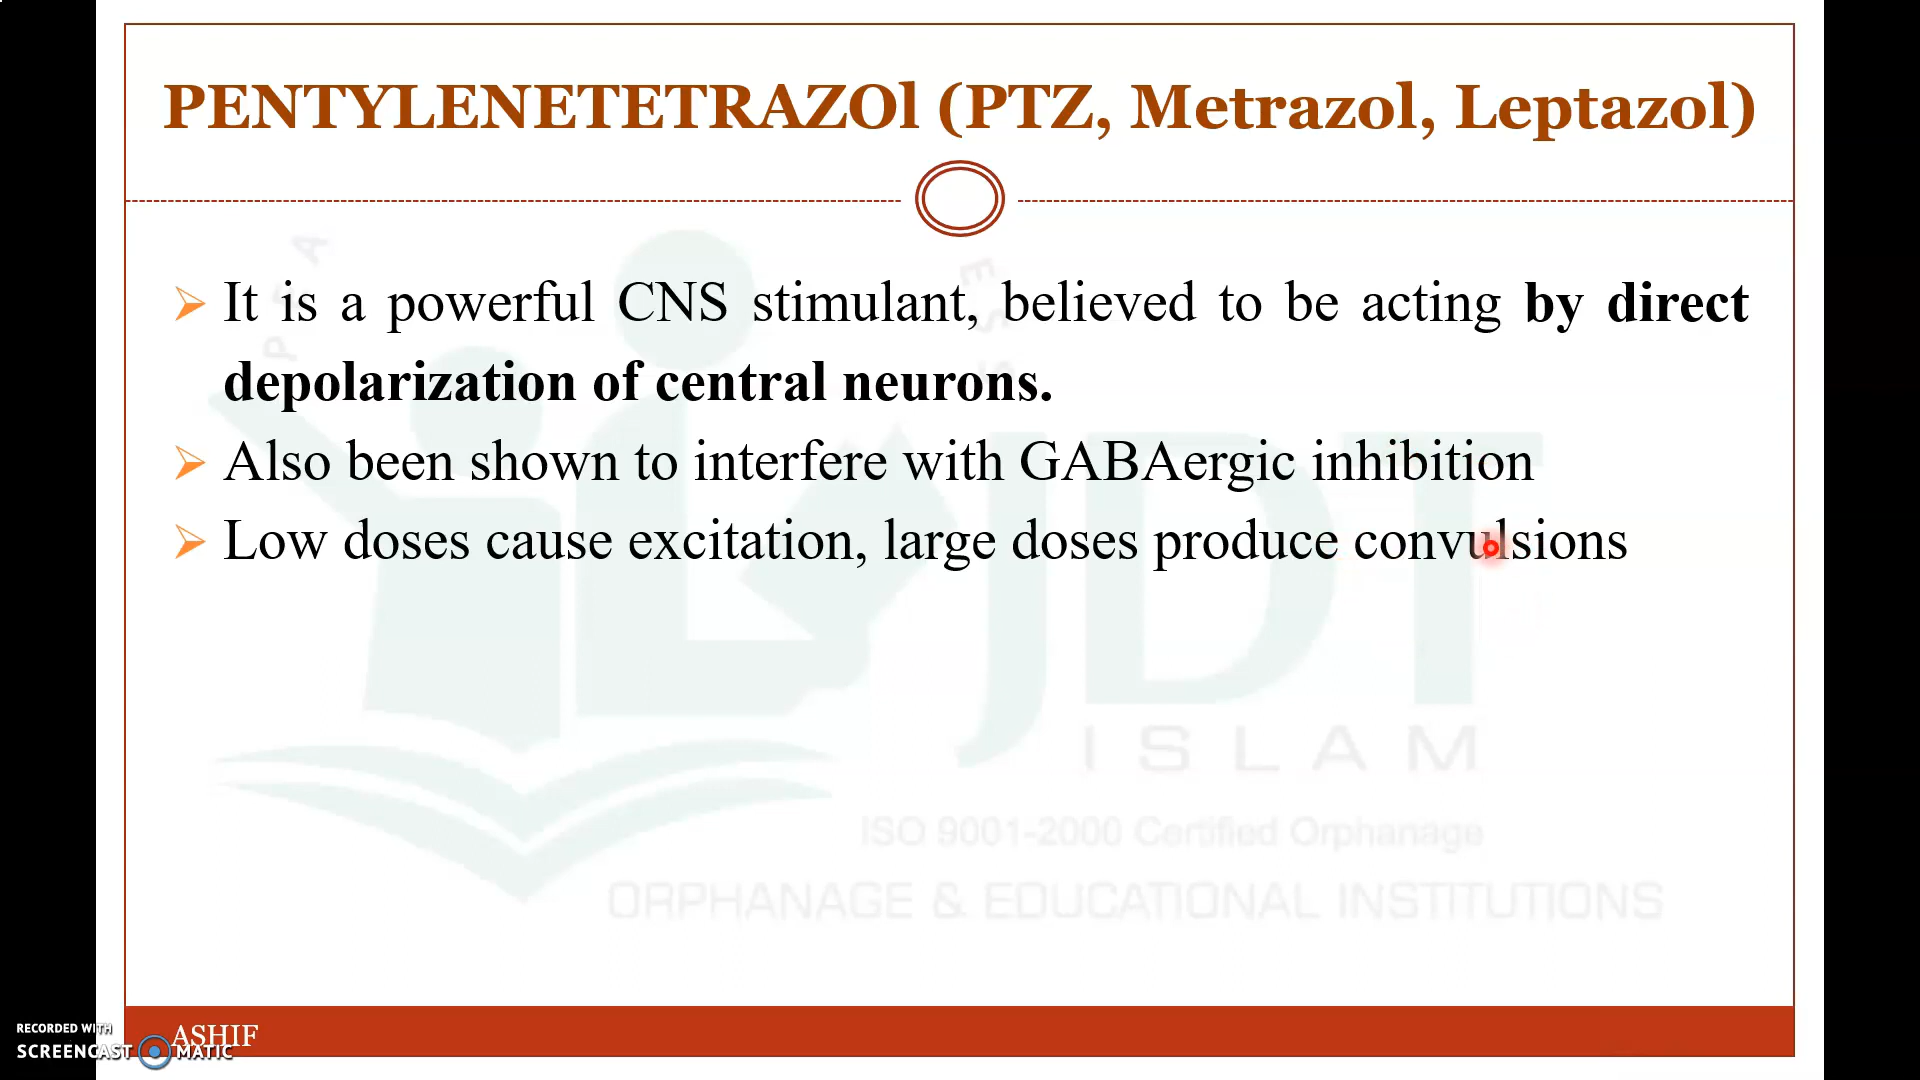 PENTYLENETETRAZOl (PTZ, Metrazol, Leptazol)
It is a powerful CNS stimulant, believed to be acting by direct
depolarization of central neurons.
Also been shown to interfere with GABAergic inhibition
Low doses cause excitation, large doses produce convulsions
JDT
ISLAM
ISO 9001-2000 Certified Orphanage
ORPHANAGE & EDUCATIONAL INSTITUTIONS
ASHIF
RECORDED WITH
SCREENCAST MATIC